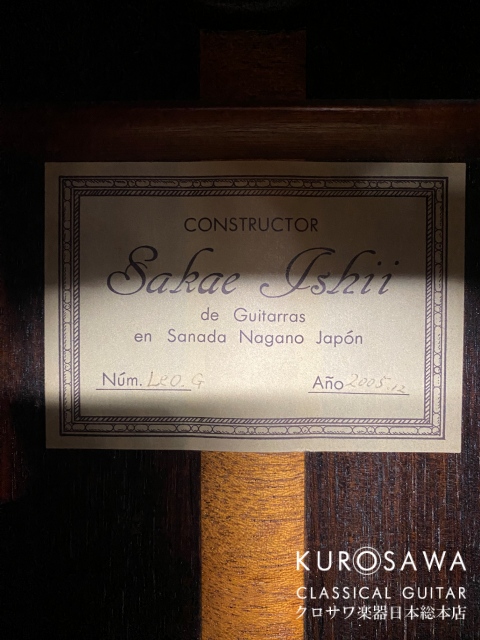 CONSTRUCTOR
Sakae Ishii
de Guitarras
en Sanada Nagano Japón
Núm. Año 2005.12
KUROSAWA
CLASSICAL GUITAR
クロサワ楽器日本総本店